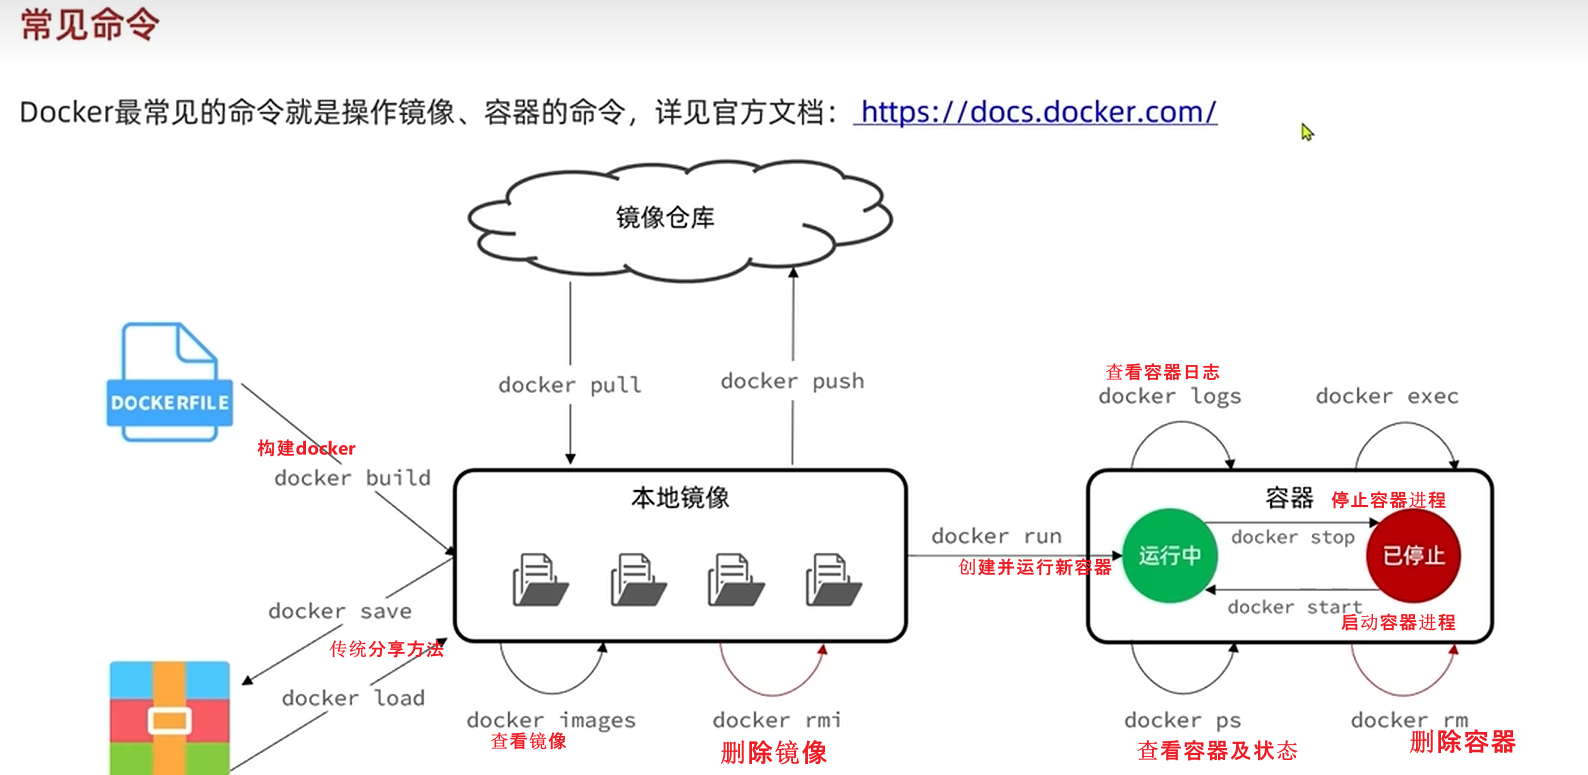 常见命令
Docker最常见的命令就是操作镜像、容器的命令，详见官方文档： https://docs.docker.com/
镜像仓库
docker pull
docker push
DOCKERFILE
构建docker
docker build
查看容器日志
docker logs
docker exec
本地镜像
docker run
创建并运行新容器
容器
停止容器进程
运行中
docker stop
已停止
docker start
启动容器进程
docker save
传统分享方法
docker load
docker images
查看镜像
docker rmi
删除镜像
docker ps
查看容器及状态
docker rm
删除容器